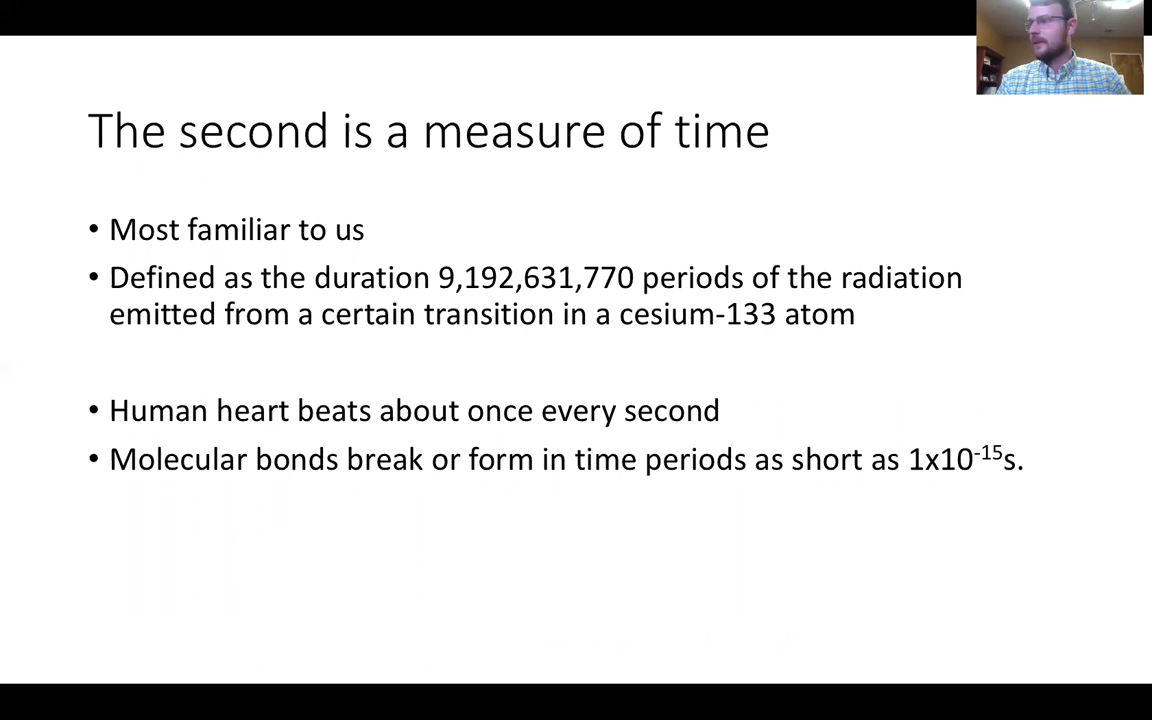 The second is a measure of time
• Most familiar to us
• Defined as the duration 9,192,631,770 periods of the radiation
emitted from a certain transition in a cesium-133 atom
• Human heart beats about once every second
• Molecular bonds break or form in time periods as short as 1x10⁻¹⁵s.